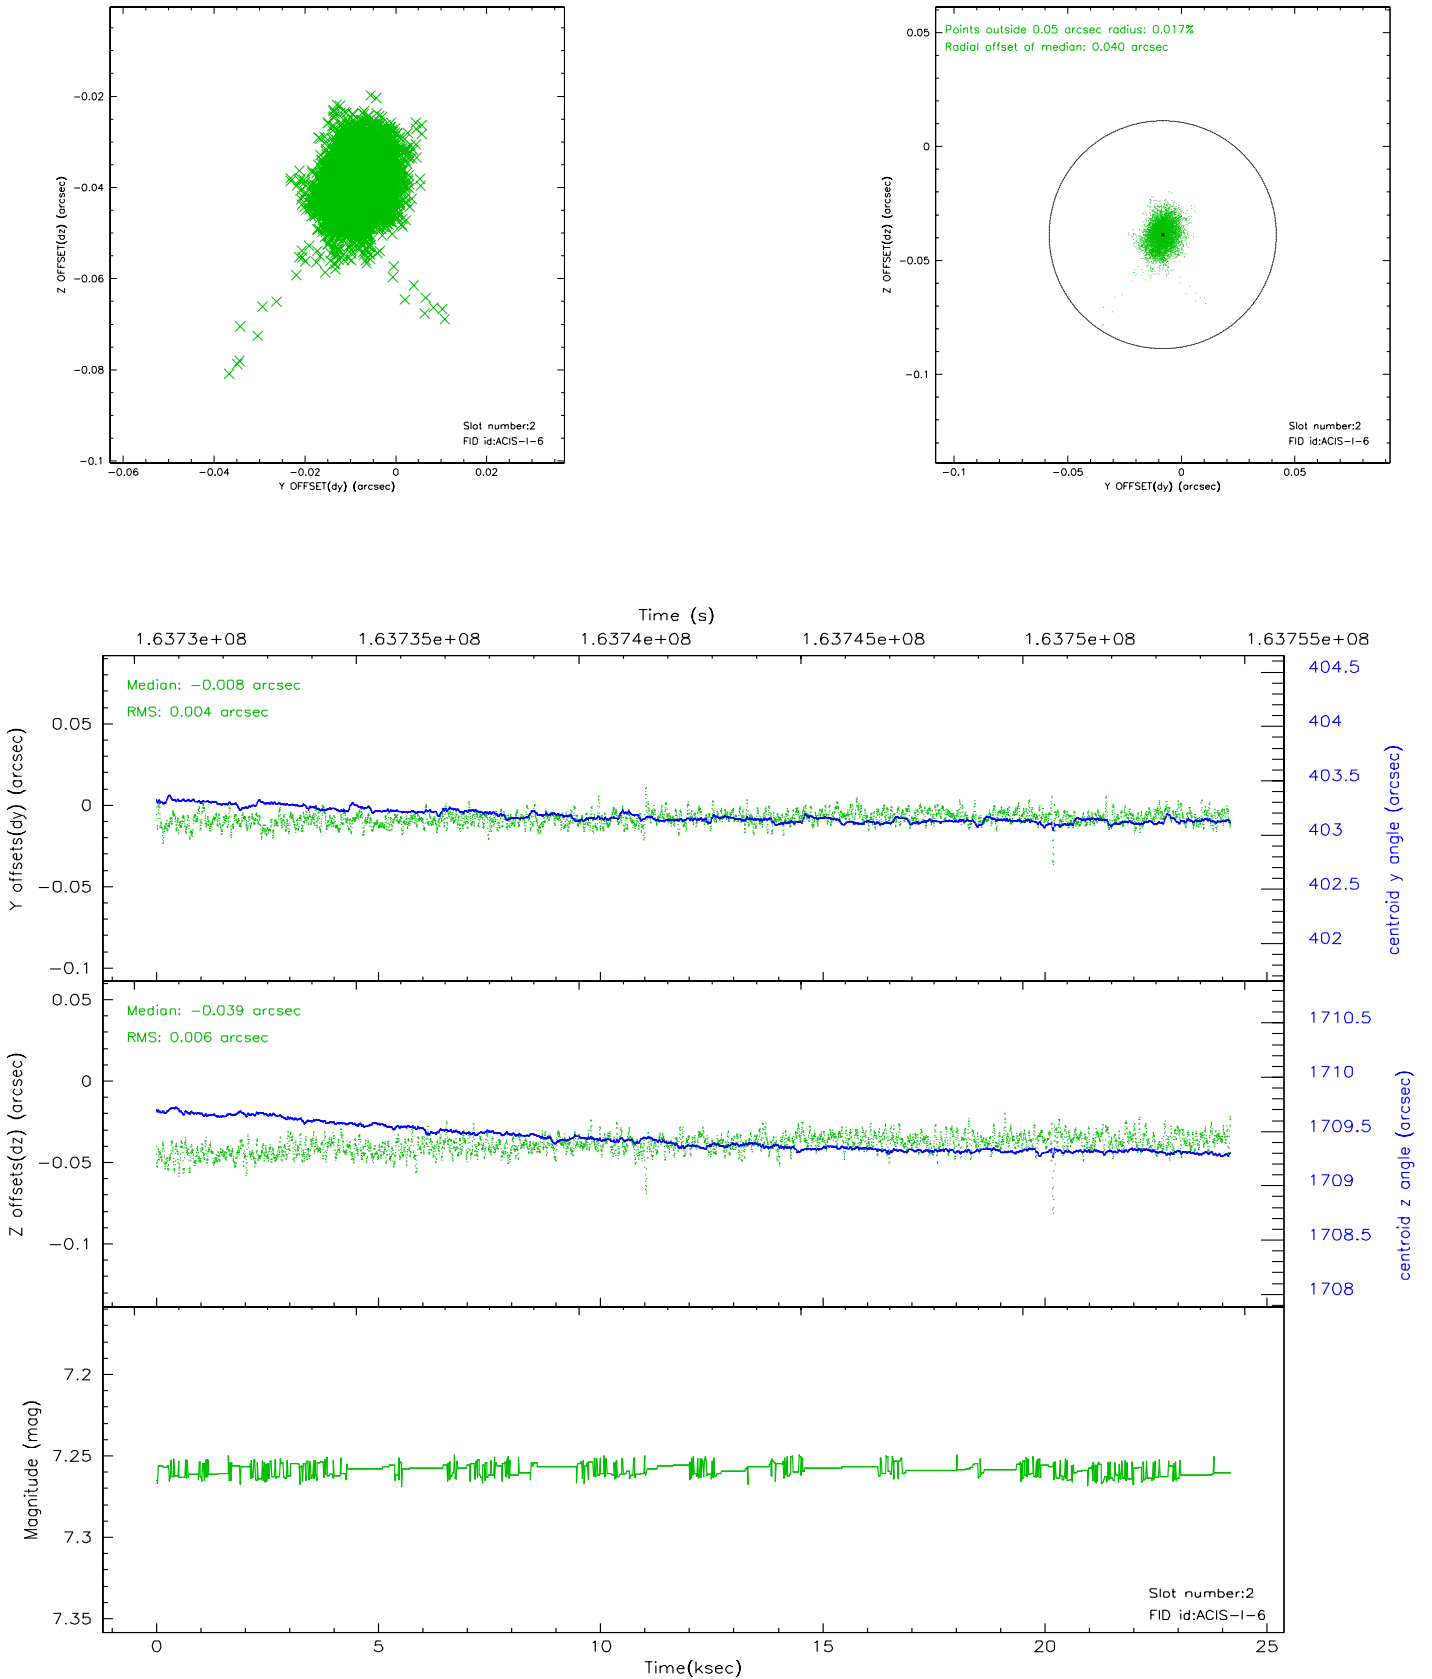 -0.02
-0.04
-0.06
-0.08
-0.1
Z OFFSET(dz) (arcsec)
Slot number:2
FID id:ACIS-I-6
-0.06
-0.04
-0.02
0
0.02
Y OFFSET(dy) (arcsec)
Points outside 0.05 arcsec radius: 0.017%
Radial offset of median: 0.040 arcsec
0.05
0
-0.05
-0.1
Z OFFSET(dz) (arcsec)
Slot number:2
FID id:ACIS-I-6
-0.1
-0.05
0
0.05
Y OFFSET(dy) (arcsec)
Time (s)
1.6373e+08
1.63735e+08
1.6374e+08
1.63745e+08
1.6375e+08
1.63755e+08
Median: -0.008 arcsec
RMS: 0.004 arcsec
0.05
0
-0.05
-0.1
Y offsets(dy) (arcsec)
404.5
404
403.5
403
402.5
402
centroid y angle (arcsec)
Median: -0.039 arcsec
RMS: 0.006 arcsec
0.05
0
-0.05
-0.1
Z offsets(dz) (arcsec)
1710.5
1710
1709.5
1709
1708.5
1708
centroid z angle (arcsec)
7.2
7.25
7.3
7.35
Magnitude (mag)
Slot number:2
FID id:ACIS-I-6
0
5
10
15
20
25
Time(ksec)